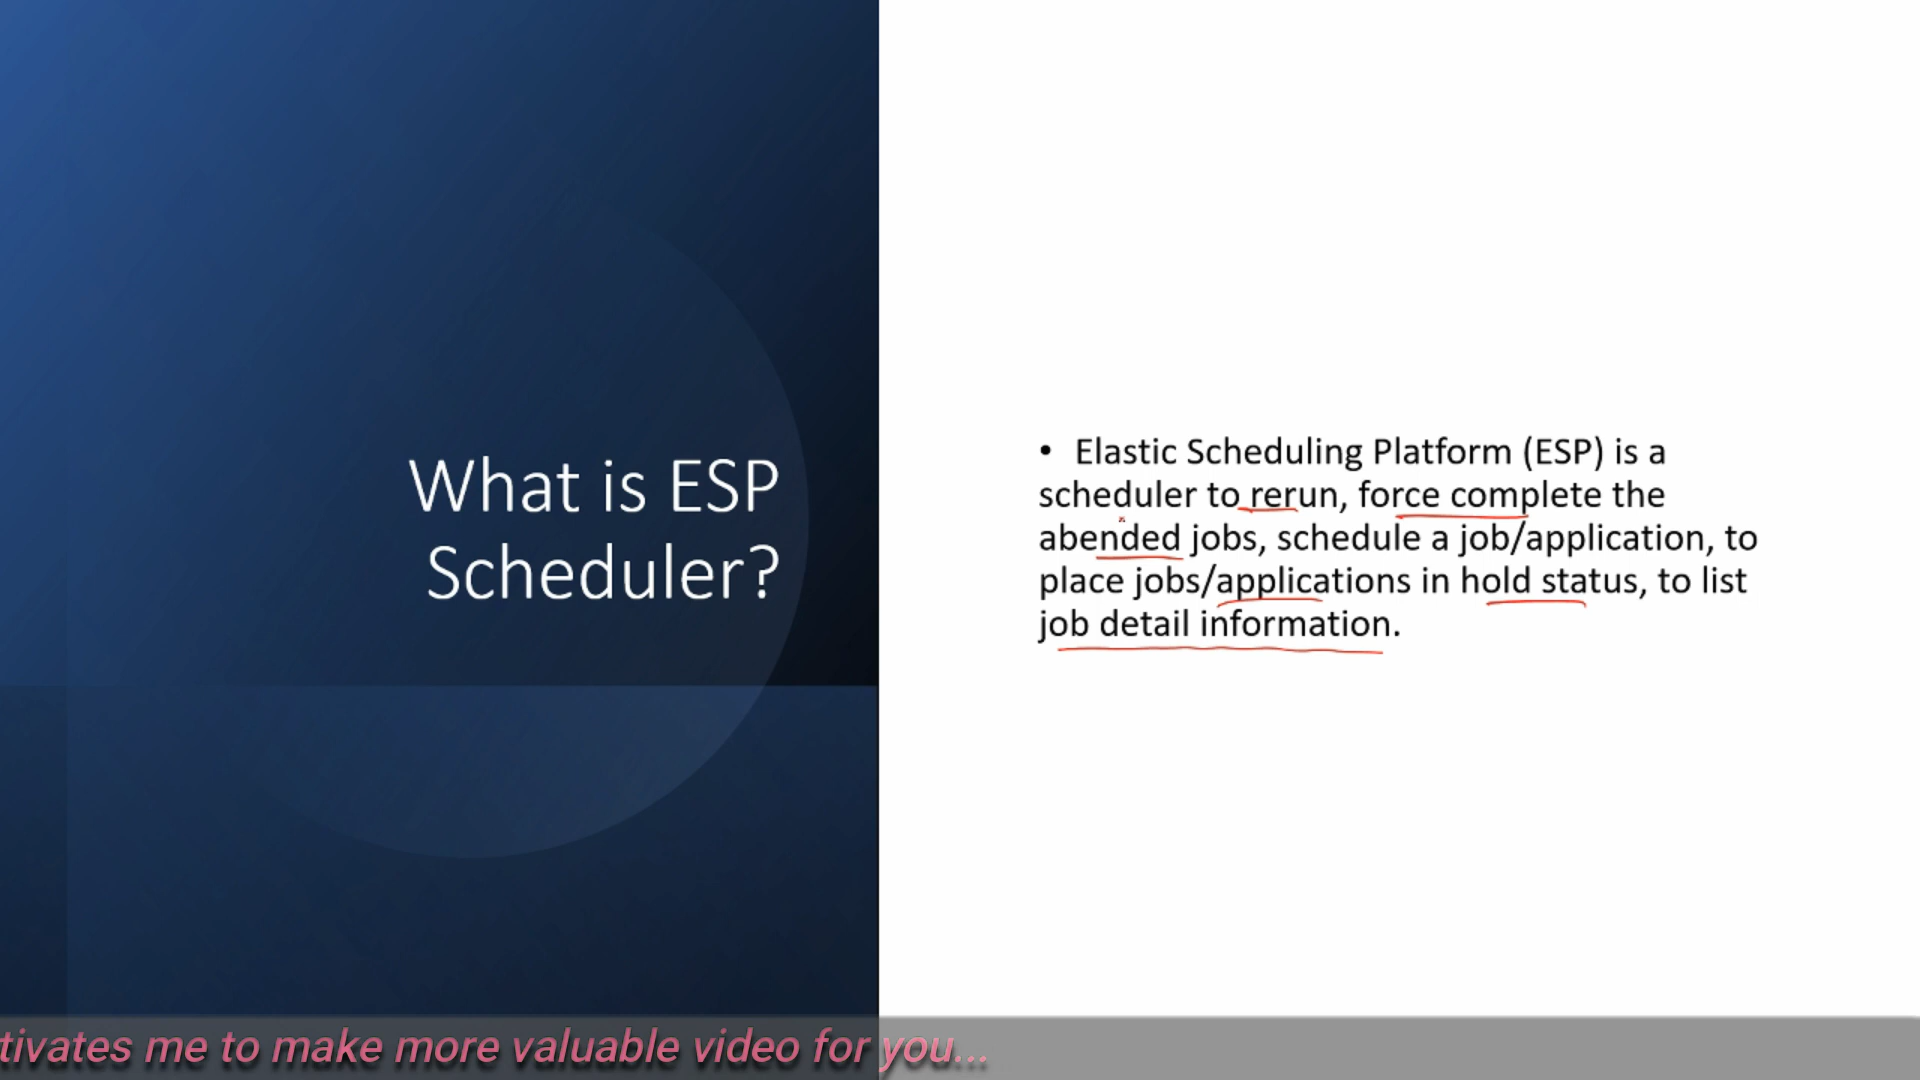 What is ESP
Scheduler?
• Elastic Scheduling Platform (ESP) is a
scheduler to rerun, force complete the
abended jobs, schedule a job/application, to
place jobs/applications in hold status, to list
job detail information.
tivates me to make more valuable video for you...